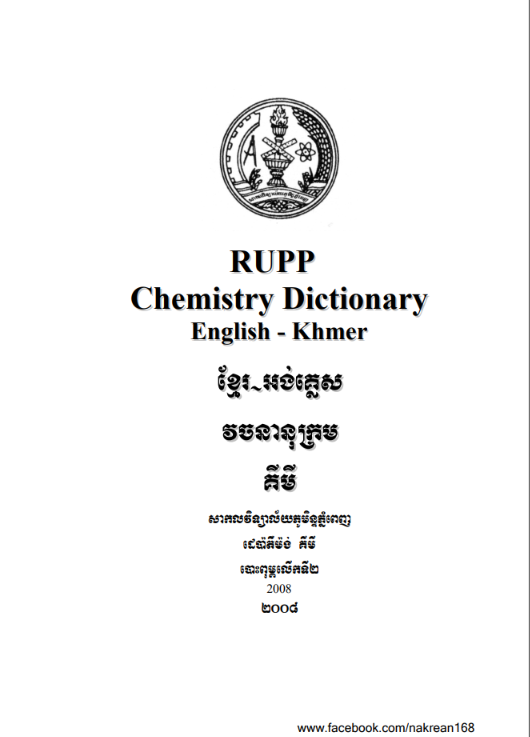 RUPP
Chemistry Dictionary
English - Khmer
ខ្មែរ~អង់គ្លេស
វចនានុក្រម
គីមី
សាកលវិទ្យាល័យភូមិន្ទភ្នំពេញ
ដេប៉ាតឺម៉ង់ គីមី
បោះពុម្ពលើកទី២
2008
២០០៨
www.facebook.com/nakrean168